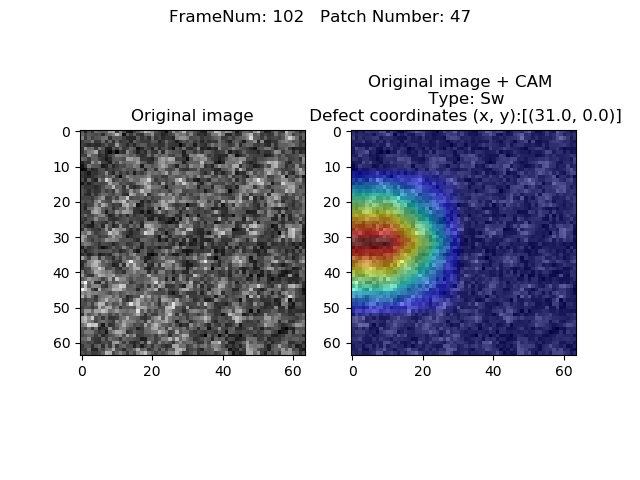 FrameNum: 102   Patch Number: 47
Original image
0
10
20
30
40
50
60
0 20 40 60
Original image + CAM
Type: Sw
Defect coordinates (x, y):[(31.0, 0.0)]
0
10
20
30
40
50
60
0 20 40 60